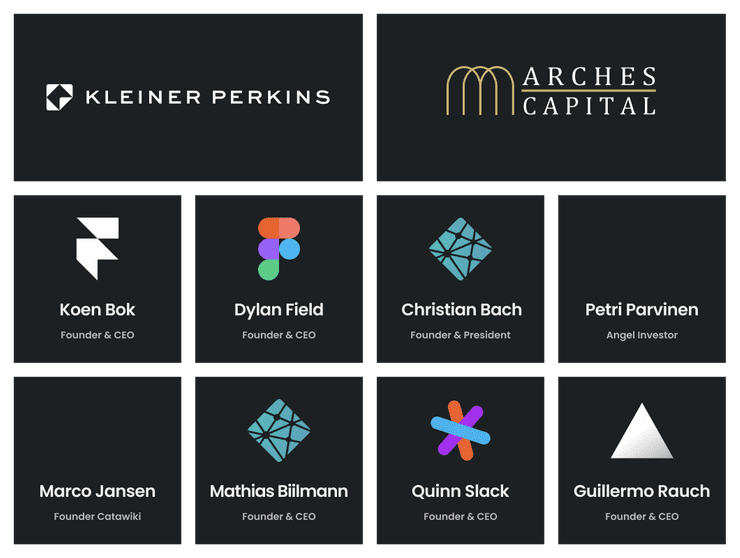 KLEINER PERKINS
ARCHES
CAPITAL
Koen Bok
Founder & CEO
Dylan Field
Founder & CEO
Christian Bach
Founder & President
Petri Parvinen
Angel Investor
Marco Jansen
Founder Catawiki
Mathias Biilmann
Founder & CEO
Quinn Slack
Founder & CEO
Guillermo Rauch
Founder & CEO